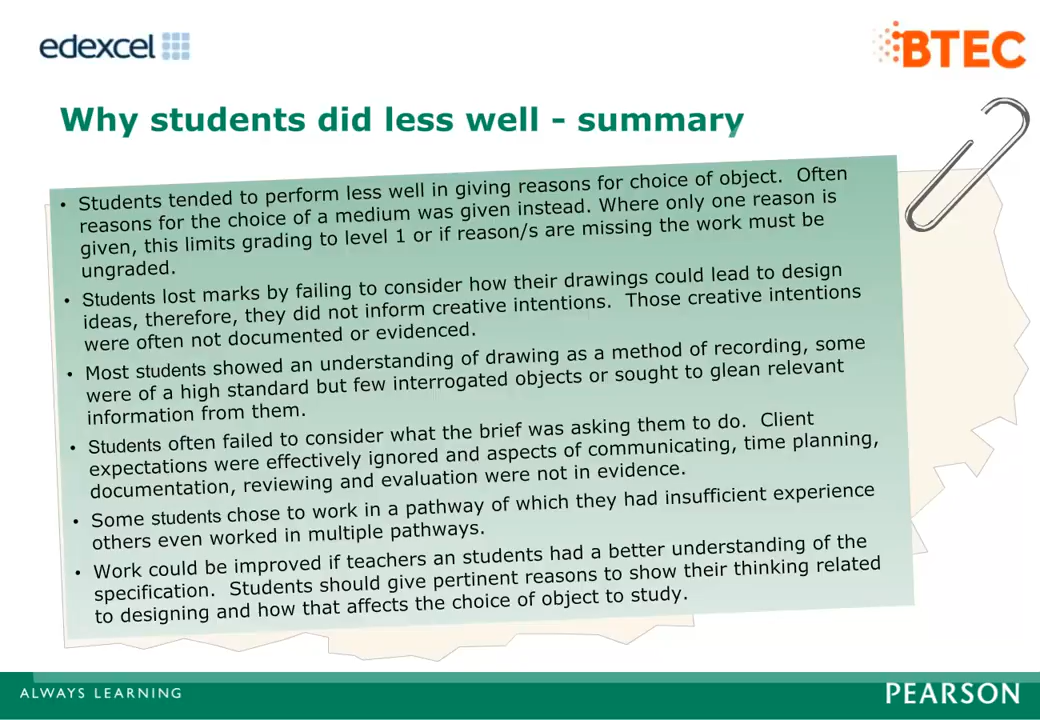 edexcel
BTEC
Why students did less well - summary
• Students tended to perform less well in giving reasons for choice of object.  Often
reasons for the choice of a medium was given instead. Where only one reason is
given, this limits grading to level 1 or if reason/s are missing the work must be
ungraded.
• Students lost marks by failing to consider how their drawings could lead to design
ideas, therefore, they did not inform creative intentions.  Those creative intentions
were often not documented or evidenced.
• Most students showed an understanding of drawing as a method of recording, some
were of a high standard but few interrogated objects or sought to glean relevant
information from them.
• Students often failed to consider what the brief was asking them to do.  Client
expectations were effectively ignored and aspects of communicating, time planning,
documentation, reviewing and evaluation were not in evidence.
• Some students chose to work in a pathway of which they had insufficient experience
others even worked in multiple pathways.
• Work could be improved if teachers an students had a better understanding of the
specification.  Students should give pertinent reasons to show their thinking related
to designing and how that affects the choice of object to study.
ALWAYS LEARNING
PEARSON